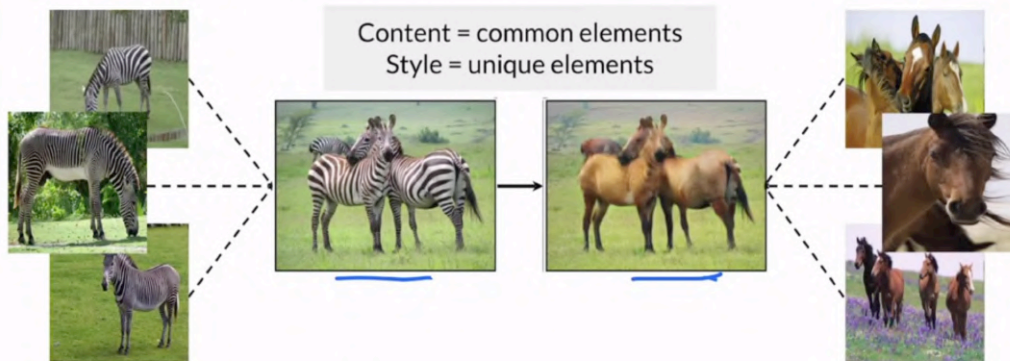 Content = common elements
Style = unique elements